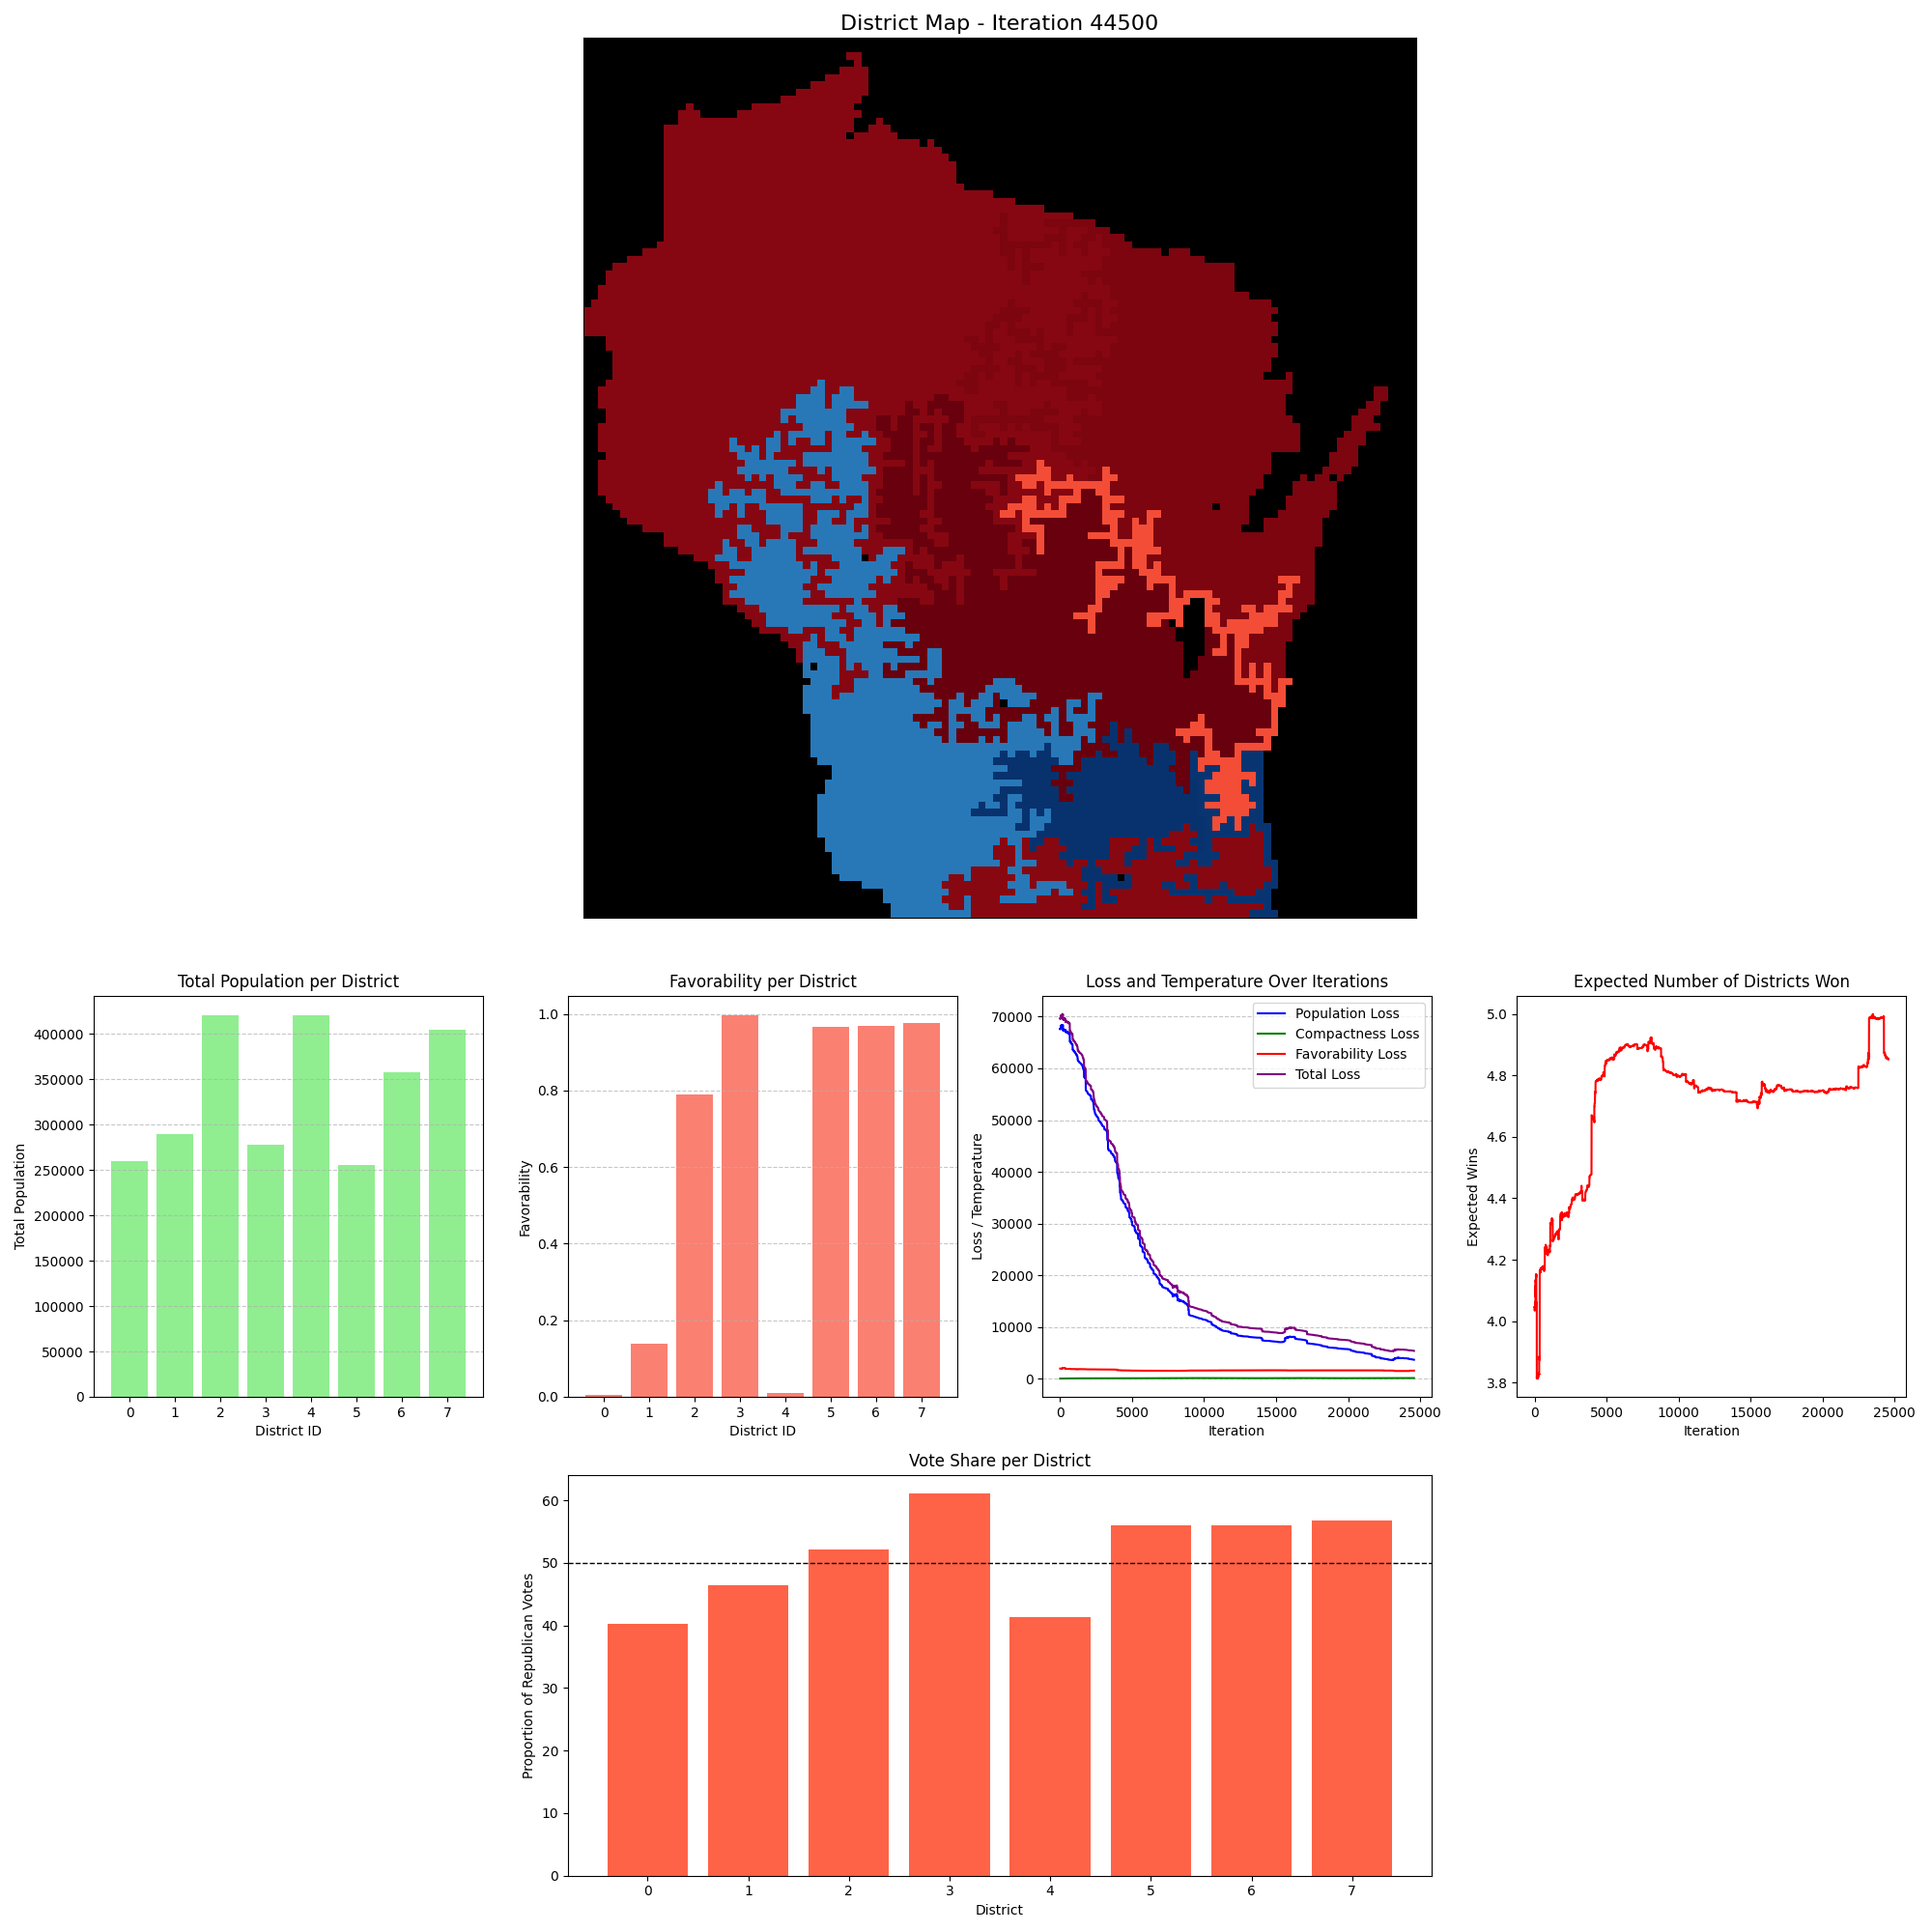 District Map - Iteration 44500
Total Population per District
Total Population
400000
350000
300000
250000
200000
150000
100000
50000
0
0 1 2 3 4 5 6 7
District ID
Favorability per District
Favorability
1.0
0.8
0.6
0.4
0.2
0.0
0 1 2 3 4 5 6 7
District ID
Loss and Temperature Over Iterations
Loss / Temperature
70000
60000
50000
40000
30000
20000
10000
0
Population Loss
Compactness Loss
Favorability Loss
Total Loss
0 5000 10000 15000 20000 25000
Iteration
Expected Number of Districts Won
Expected Wins
5.0
4.8
4.6
4.4
4.2
4.0
3.8
0 5000 10000 15000 20000 25000
Iteration
Vote Share per District
Proportion of Republican Votes
60
50
40
30
20
10
0
0 1 2 3 4 5 6 7
District